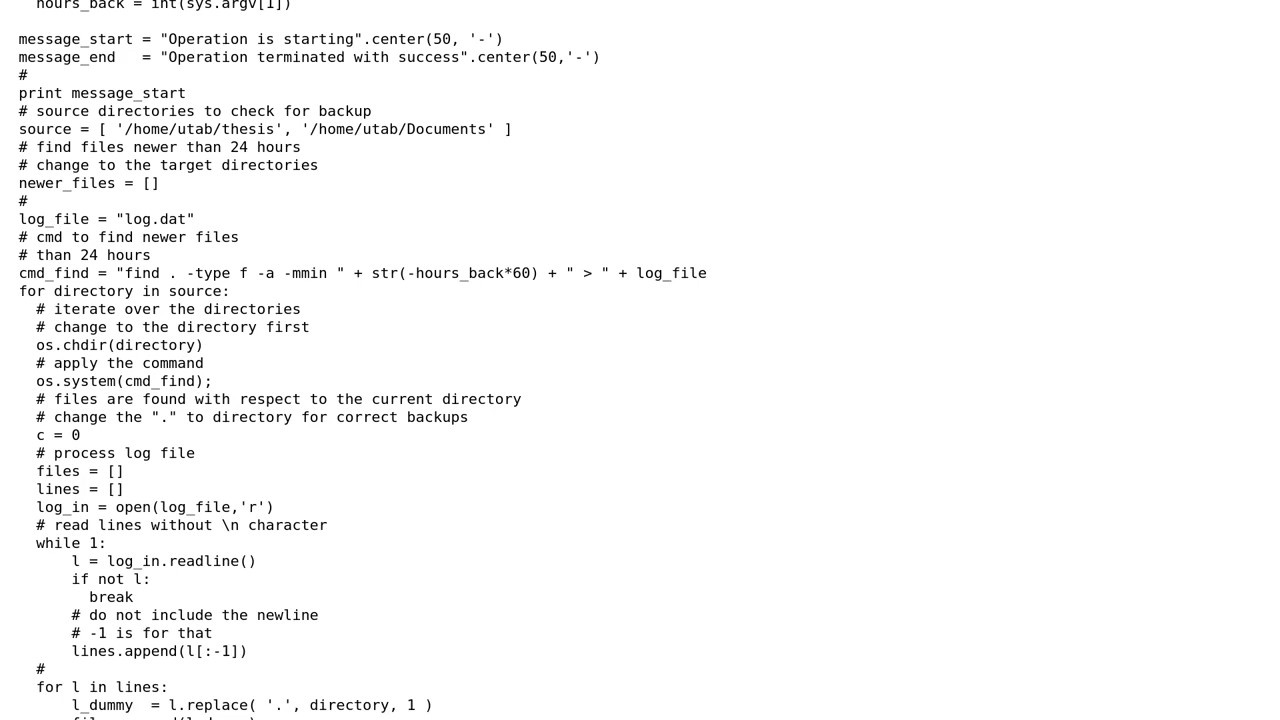 hours_back = int(sys.argv[1])
message_start = "Operation is starting".center(50, '-')
message_end   = "Operation terminated with success".center(50,'-')
#
print message_start
# source directories to check for backup
source = [ '/home/utab/thesis', '/home/utab/Documents' ]
# find files newer than 24 hours
# change to the target directories
newer_files = []
#
log_file = "log.dat"
# cmd to find newer files
# than 24 hours
cmd_find = "find . -type f -a -mmin " + str(-hours_back*60) + " > " + log_file
for directory in source:
  # iterate over the directories
  # change to the directory first
  os.chdir(directory)
  # apply the command
  os.system(cmd_find);
  # files are found with respect to the current directory
  # change the "." to directory for correct backups
  c = 0
  # process log file
  files = []
  lines = []
  log_in = open(log_file,'r')
  # read lines without \n character
  while 1:
      l = log_in.readline()
      if not l:
        break
      # do not include the newline
      # -1 is for that
      lines.append(l[:-1])
  #
  for l in lines:
      l_dummy  = l.replace( '.', directory, 1 )